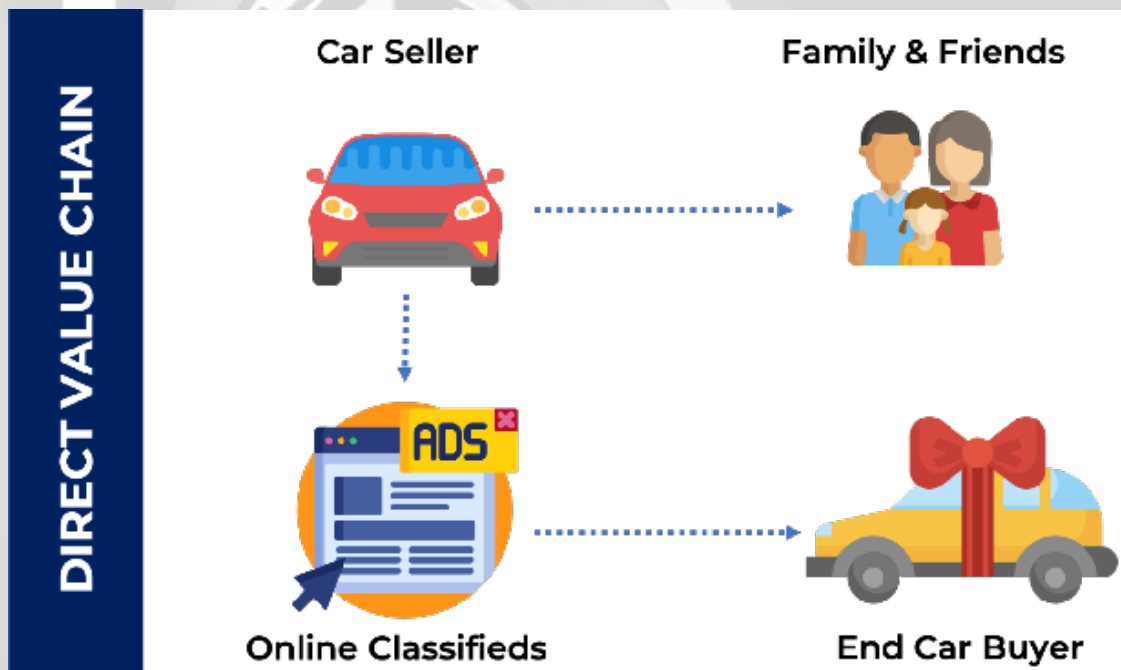 DIRECT VALUE CHAIN
Car Seller
Family & Friends
ADS
Online Classifieds
End Car Buyer